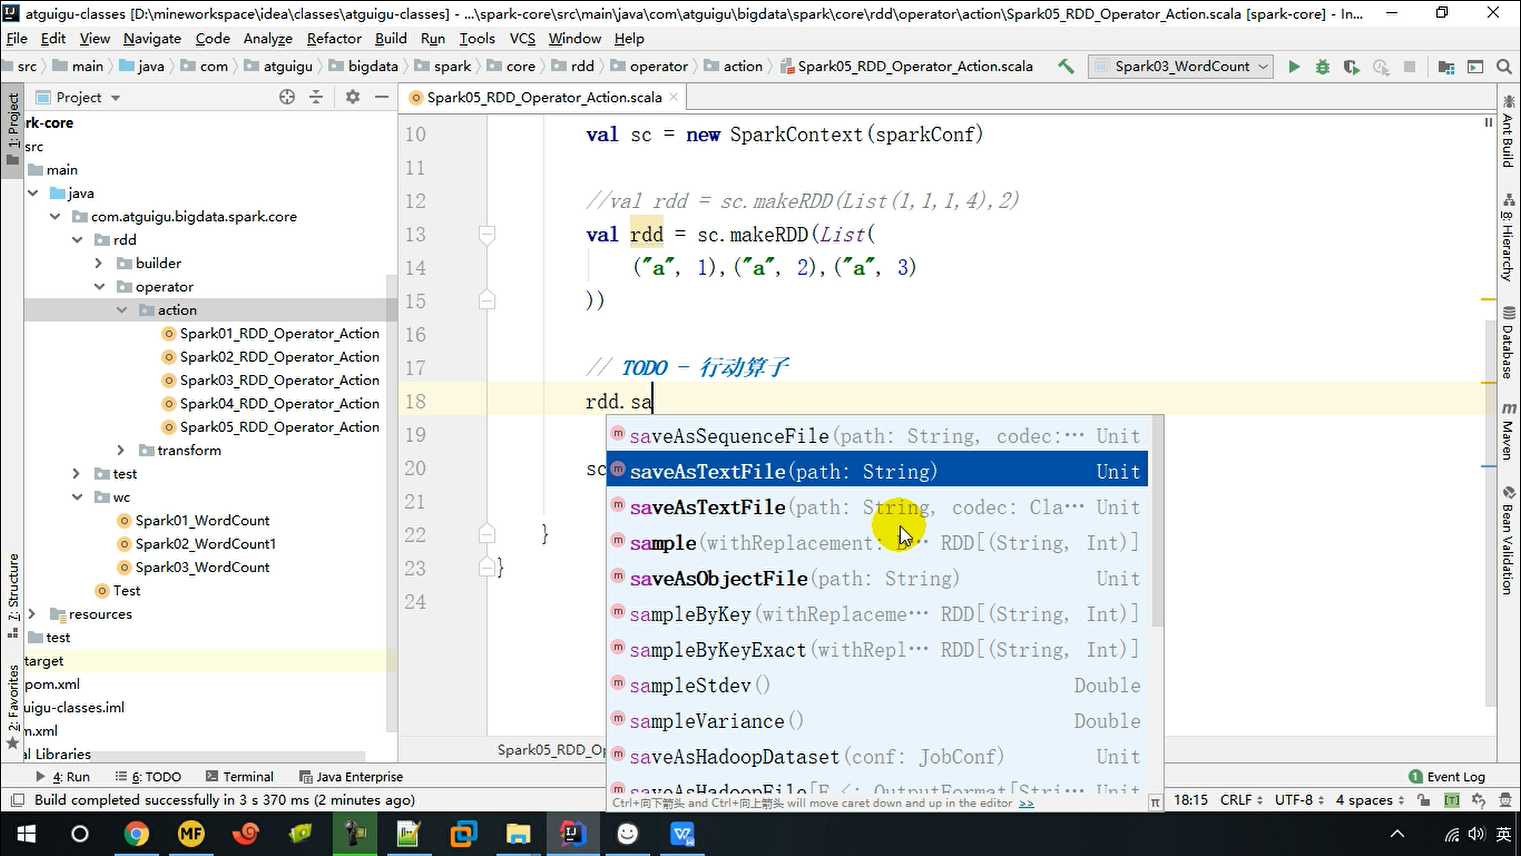 atguigu-classes [D:\mineworkspace\idea\classes\atguigu-classes] - ...\spark-core\src\main\java\com\atguigu\bigdata\spark\core\rdd\operator\action\Spark05_RDD_Operator_Action.scala [spark-core] - In...
File Edit View Navigate Code Analyze Refactor Build Run Tools VCS Window Help
src main java com atguigu bigdata spark core rdd operator action Spark05_RDD_Operator_Action.scala Spark03_WordCount
Project
Spark05_RDD_Operator_Action.scala
1: Project
7: Structure
2: Favorites
rk-core
src
main
java
com.atguigu.bigdata.spark.core
rdd
builder
operator
action
Spark01_RDD_Operator_Action
Spark02_RDD_Operator_Action
Spark03_RDD_Operator_Action
Spark04_RDD_Operator_Action
Spark05_RDD_Operator_Action
transform
test
wc
Spark01_WordCount
Spark02_WordCount1
Spark03_WordCount
Test
resources
test
target
pom.xml
uigu-classes.iml
m.xml
al Libraries
10 val sc = new SparkContext(sparkConf)
11
12 //val rdd = sc.makeRDD(List(1,1,1,4),2)
13 val rdd = sc.makeRDD(List(
14 ("a", 1),("a", 2),("a", 3)
15 ))
16
17 // TODO - 行动算子
18 rdd.sa
19
20 sc
21
22 }
23 }
24
saveAsSequenceFile(path: String, codec:... Unit
saveAsTextFile(path: String) Unit
saveAsTextFile(path: String, codec: Cla... Unit
sample(withReplacement: B... RDD[(String, Int)]
saveAsObjectFile(path: String) Unit
sampleByKey(withReplaceme... RDD[(String, Int)]
sampleByKeyExact(withRepl... RDD[(String, Int)]
sampleStdev() Double
sampleVariance() Double
saveAsHadoopDataset(conf: JobConf) Unit
saveAsHadoopFile[F <: OutputFormat[Stri... Unit
Ctrl+向下箭头 and Ctrl+向上箭头 will move caret down and up in the editor >>
π
Spark05_RDD_Op
Ant Build
8: Hierarchy
Database
Maven
Bean Validation
4: Run 6: TODO Terminal Java Enterprise 1 Event Log
Build completed successfully in 3 s 370 ms (2 minutes ago) 18:15 CRLF UTF-8 4 spaces
MF
英